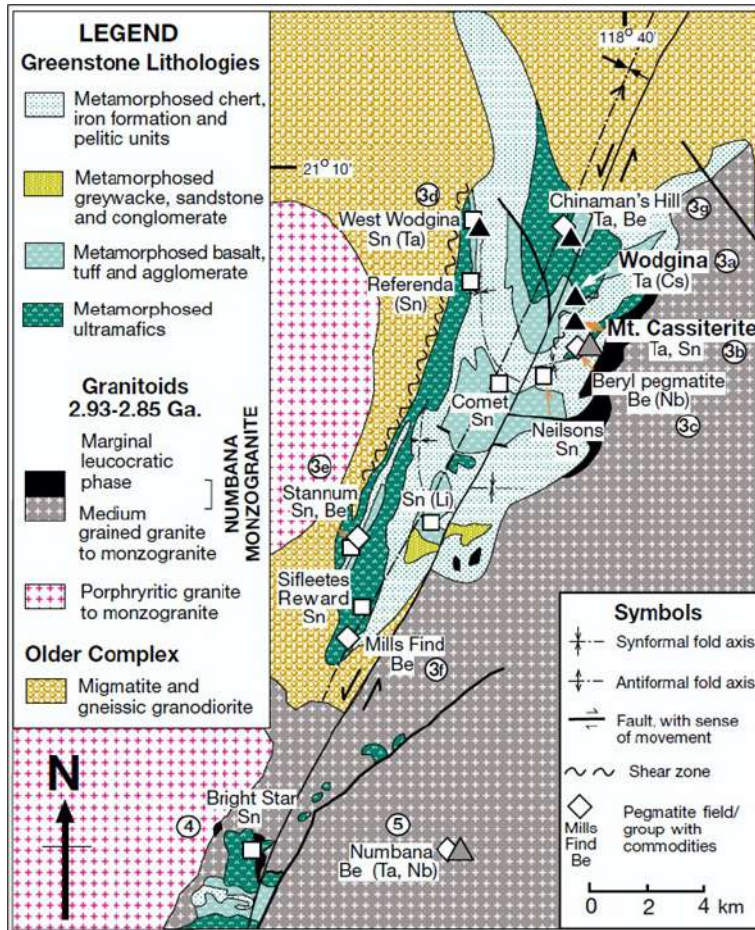 LEGEND
Greenstone Lithologies
Metamorphosed chert,
iron formation and
pelitic units
Metamorphosed
greywacke, sandstone
and conglomerate
Metamorphosed basalt,
tuff and agglomerate
Metamorphosed
ultramafics
Granitoids
2.93-2.85 Ga.
Marginal
leucocratic
phase
Medium
grained granite
to monzogranite
NUMBANA
MONZOGRANITE
Porphyritic granite
to monzogranite
Older Complex
Migmatite and
gneissic granodiorite
N
118° 40'
21° 10'
3d
West Wodgina
Sn (Ta)
Referenda
(Sn)
Chinaman's Hill
Ta, Be
3g
Wodgina
Ta (Cs)
3a
Mt. Cassiterite
Ta, Sn
3b
Beryl pegmatite
Be (Nb)
3c
Comet
Sn
Neilsons
Sn
3e
Stannum
Sn, Be
Sn (Li)
Sifleetes
Reward
Sn
Mills Find
Be
3f
Bright Star
Sn
4
5
Numbana
Be (Ta, Nb)
Symbols
Synformal fold axis
Antiformal fold axis
Fault, with sense
of movement
Shear zone
Mills
Find
Be
Pegmatite field/
group with
commodities
0 2 4
km